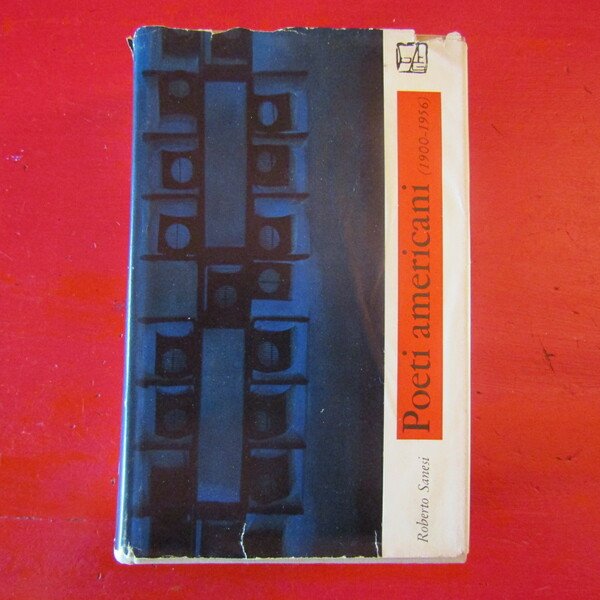 Roberto Sanesi
Poeti americani (1900-1956)